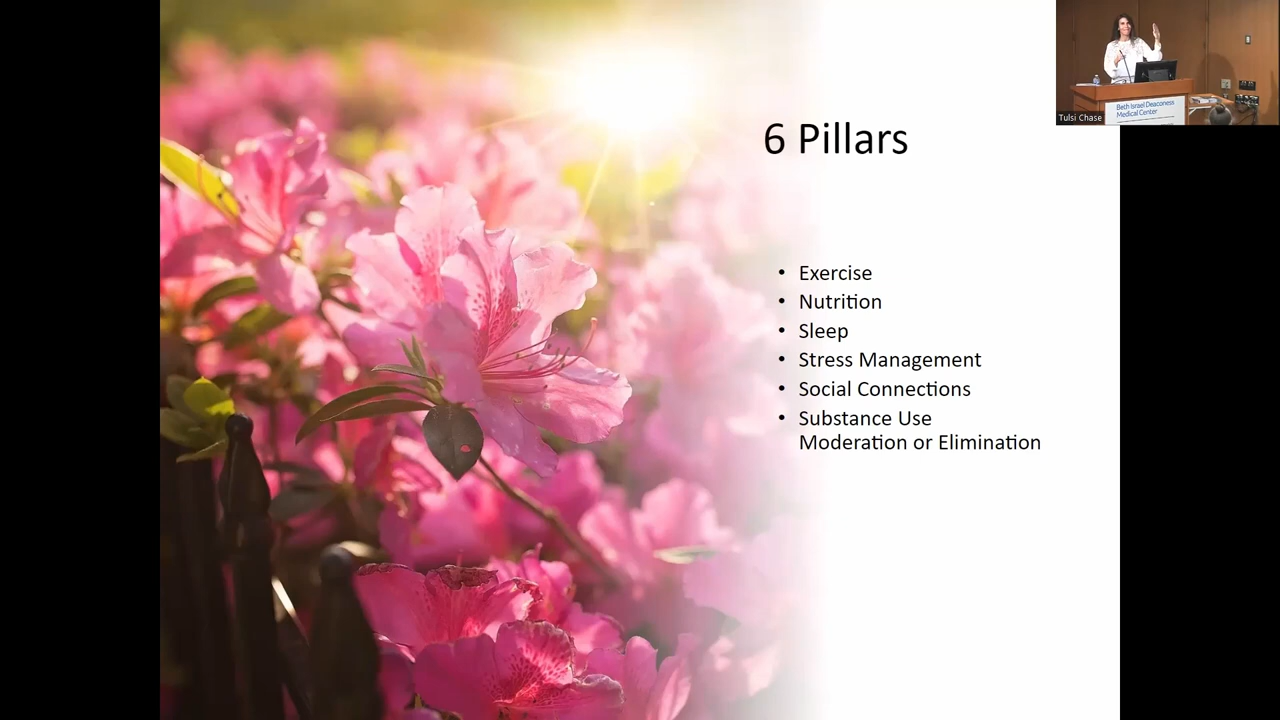 6 Pillars
• Exercise
• Nutrition
• Sleep
• Stress Management
• Social Connections
• Substance Use
Moderation or Elimination
Beth Israel Deaconess
Medical Center
Tulsi Chase